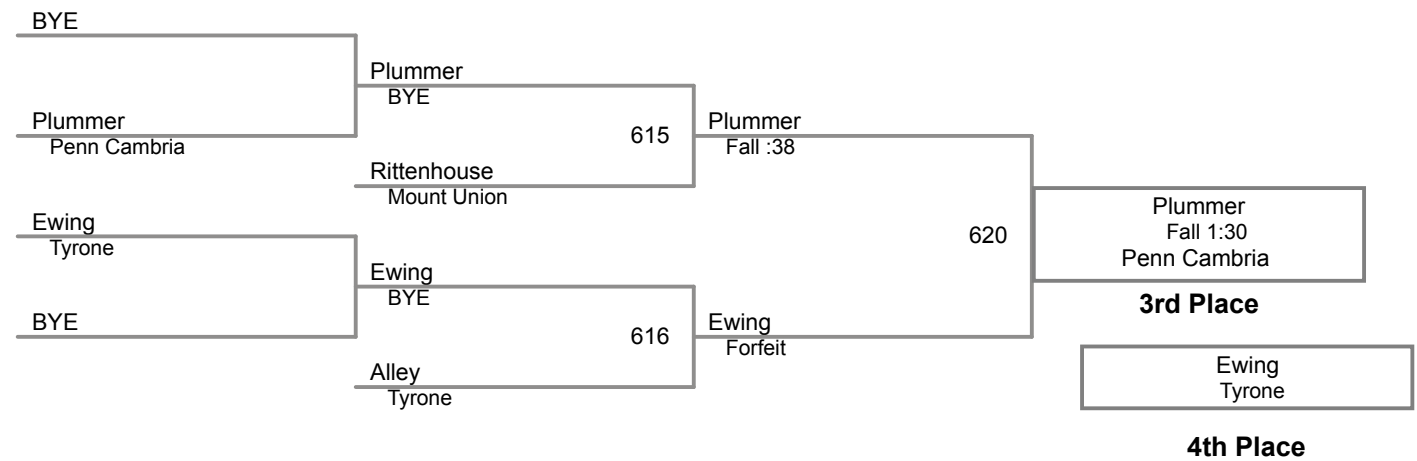 BYE
Plummer
BYE
Plummer
Penn Cambria
615
Plummer
Fall :38
Rittenhouse
Mount Union
Ewing
Tyrone
620
Plummer
Fall 1:30
Penn Cambria
3rd Place
Ewing
BYE
BYE
616
Ewing
Forfeit
Alley
Tyrone
Ewing
Tyrone
4th Place